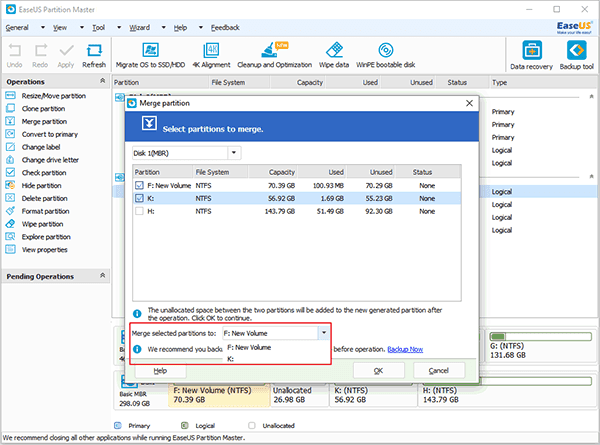 EaseUS Partition Master
General View Tool Wizard Help Feedback
EaseUS
Make your life easy!
Undo Redo Apply Refresh Migrate OS to SSD/HDD 4K Alignment Cleanup and Optimization Wipe data WinPE bootable disk Data recovery Backup tool
4K
Operations
Resize/Move partition
Clone partition
Merge partition
Convert to primary
Change label
Change drive letter
Check partition
Hide partition
Delete partition
Format partition
Wipe partition
Explore partition
View properties
Pending Operations
Partition File System Capacity Used Unused Status Type
Primary
Primary
Primary
Logical
Logical
Logical
Logical
Logical
Logical
Merge partition
Select partitions to merge.
Disk 1(MBR)
Partition File System Capacity Used Unused Status
F: New Volume NTFS 70.39 GB 100.93 MB 70.29 GB None
K: NTFS 56.92 GB 1.69 GB 55.23 GB None
H: NTFS 143.79 GB 51.49 GB 92.30 GB None
The unallocated space between the two partitions will be added to the new generated partition after
the operation. Click OK to continue.
Merge selected partitions to: F: New Volume
F: New Volume
K:
We recommend you back before operation. Backup Now
Help OK Cancel
G: (NTFS)
131.68 GB
Basic MBR
298.09 GB
F: New Volume (NTFS)
70.39 GB
Unallocated
26.98 GB
K: (NTFS)
56.92 GB
H: (NTFS)
143.79 GB
Primary Logical Unallocated
We recommend closing all other applications while running EaseUS Partition Master.